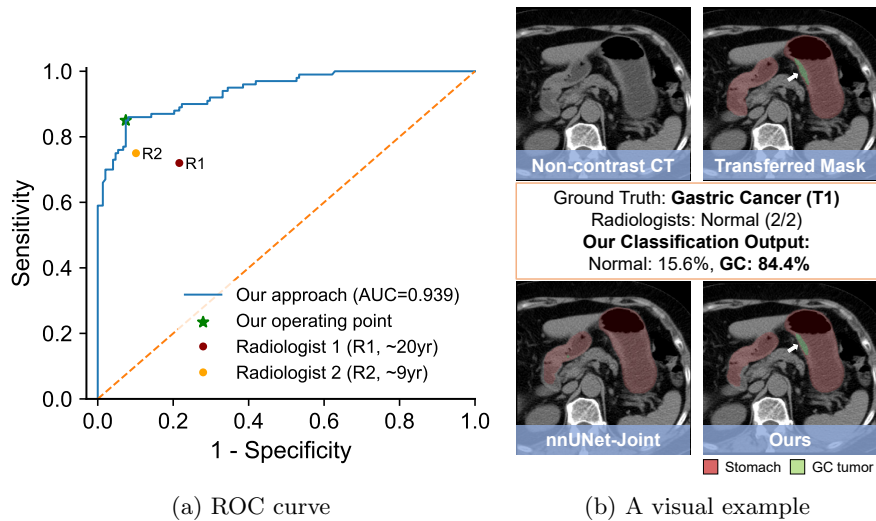 1.0
0.8
0.6
0.4
0.2
0.0
Sensitivity
R2
R1
Our approach (AUC=0.939)
Our operating point
Radiologist 1 (R1, ~20yr)
Radiologist 2 (R2, ~9yr)
0.0 0.2 0.4 0.6 0.8 1.0
1 - Specificity
(a) ROC curve
Non-contrast CT
Transferred Mask
Ground Truth: Gastric Cancer (T1)
Radiologists: Normal (2/2)
Our Classification Output:
Normal: 15.6%, GC: 84.4%
nnUNet-Joint
Ours
Stomach GC tumor
(b) A visual example